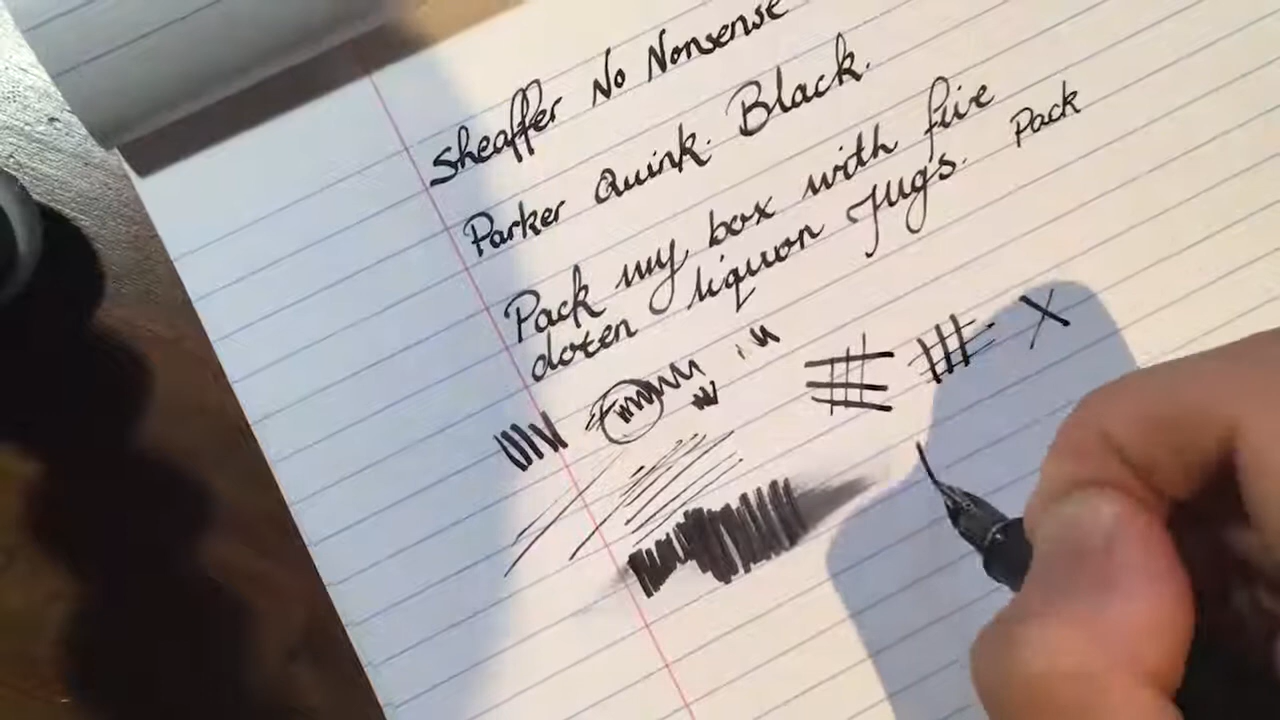 Sheaffer No Nonsense
Parker Quink. Black.
Pack my box with five
dozen liquor Jugs. Pack
X